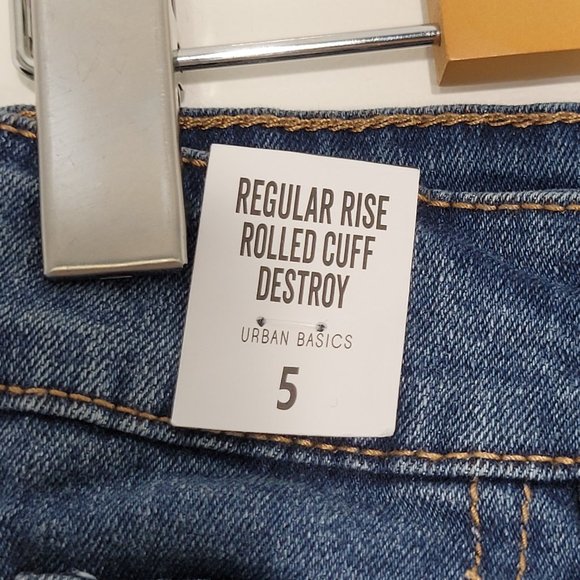 REGULAR RISE
ROLLED CUFF
DESTROY
URBAN BASICS
5